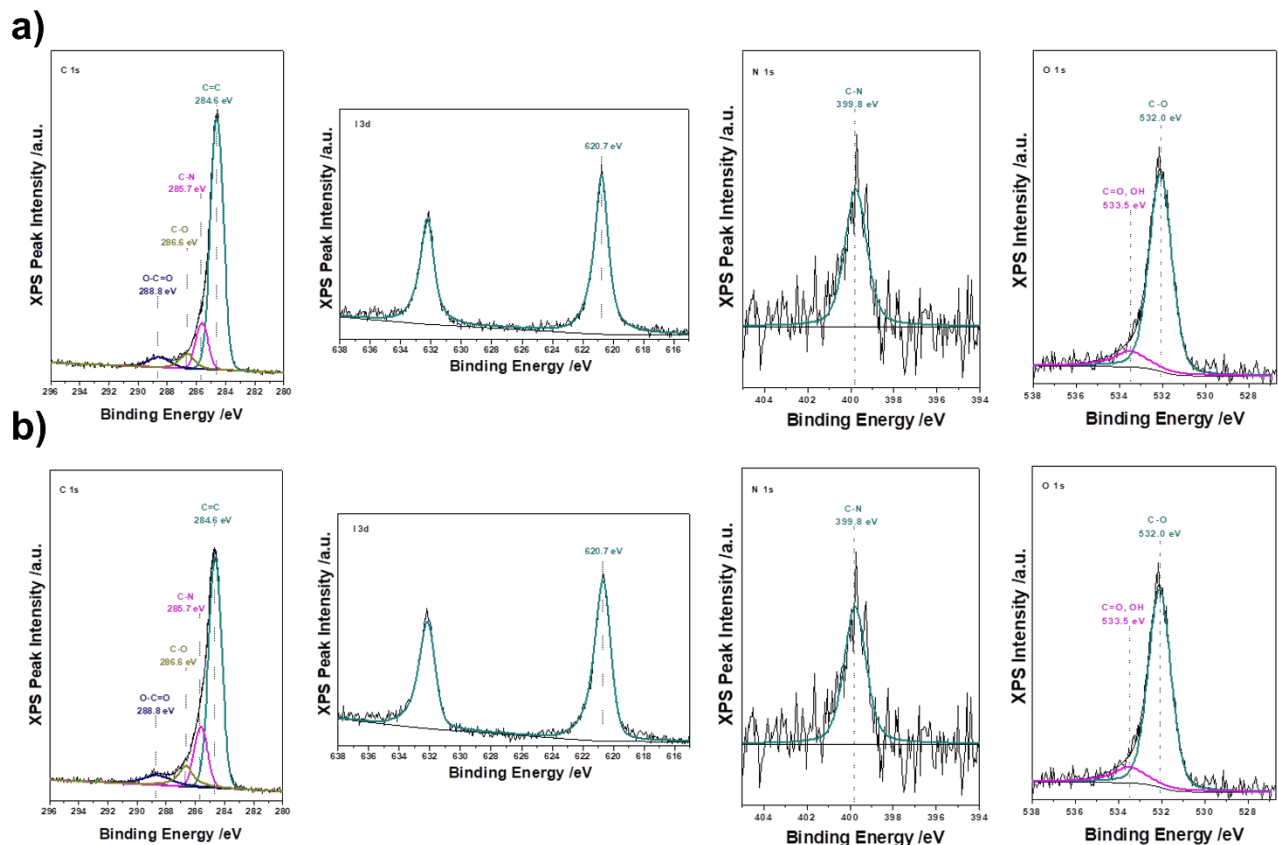 a)
C 1s
C=C
284.6 eV
C-N
285.7 eV
C-O
286.6 eV
O-C=O
288.8 eV
XPS Peak Intensity /a.u.
296 294 292 290 288 286 284 282 280
Binding Energy /eV
I 3d
620.7 eV
XPS Peak Intensity /a.u.
638 636 634 632 630 628 626 624 622 620 618 616
Binding Energy /eV
N 1s
C-N
399.8 eV
XPS Peak Intensity /a.u.
404 402 400 398 396 394
Binding Energy /eV
O 1s
C-O
532.0 eV
C=O, OH
533.5 eV
XPS Intensity /a.u.
538 536 534 532 530 528
Binding Energy /eV
b)
C 1s
C=C
284.6 eV
C-N
285.7 eV
C-O
286.6 eV
O-C=O
288.8 eV
XPS Peak Intensity /a.u.
296 294 292 290 288 286 284 282 280
Binding Energy /eV
I 3d
620.7 eV
XPS Peak Intensity /a.u.
638 636 634 632 630 628 626 624 622 620 618 616
Binding Energy /eV
N 1s
C-N
399.8 eV
XPS Peak Intensity /a.u.
404 402 400 398 396 394
Binding Energy /eV
O 1s
C-O
532.0 eV
C=O, OH
533.5 eV
XPS Intensity /a.u.
538 536 534 532 530 528
Binding Energy /eV